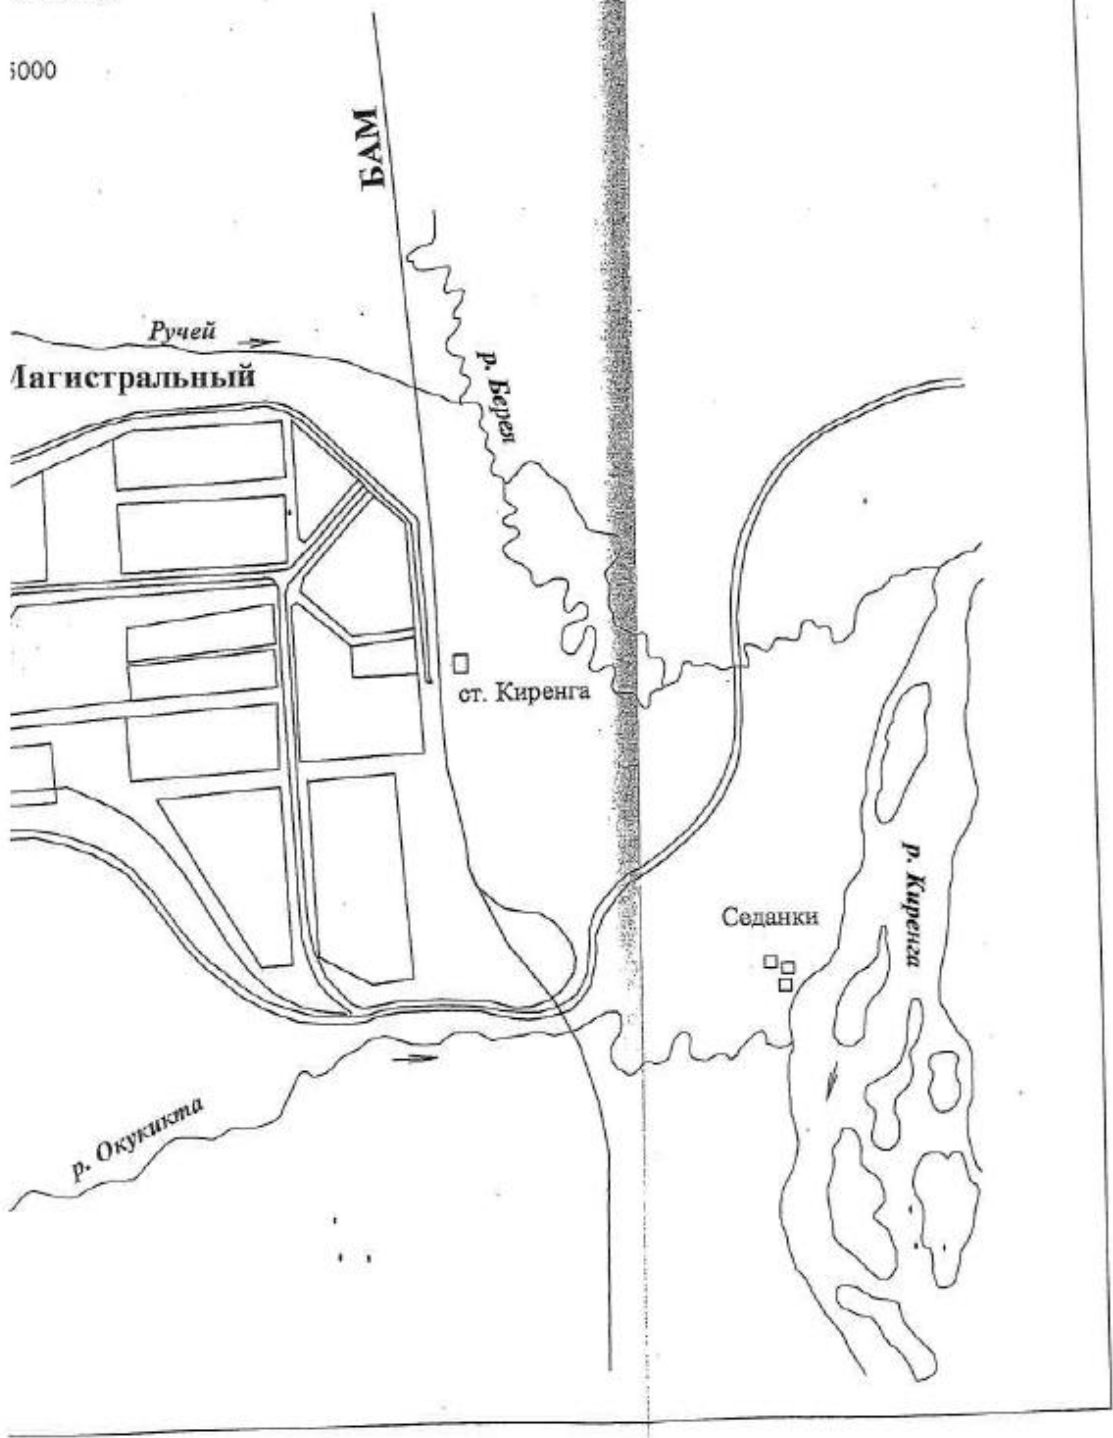 5000
БАМ
Ручей
Магистральный
р. Берея
ст. Киренга
р. Киренга
Седанки
р. Окукикта